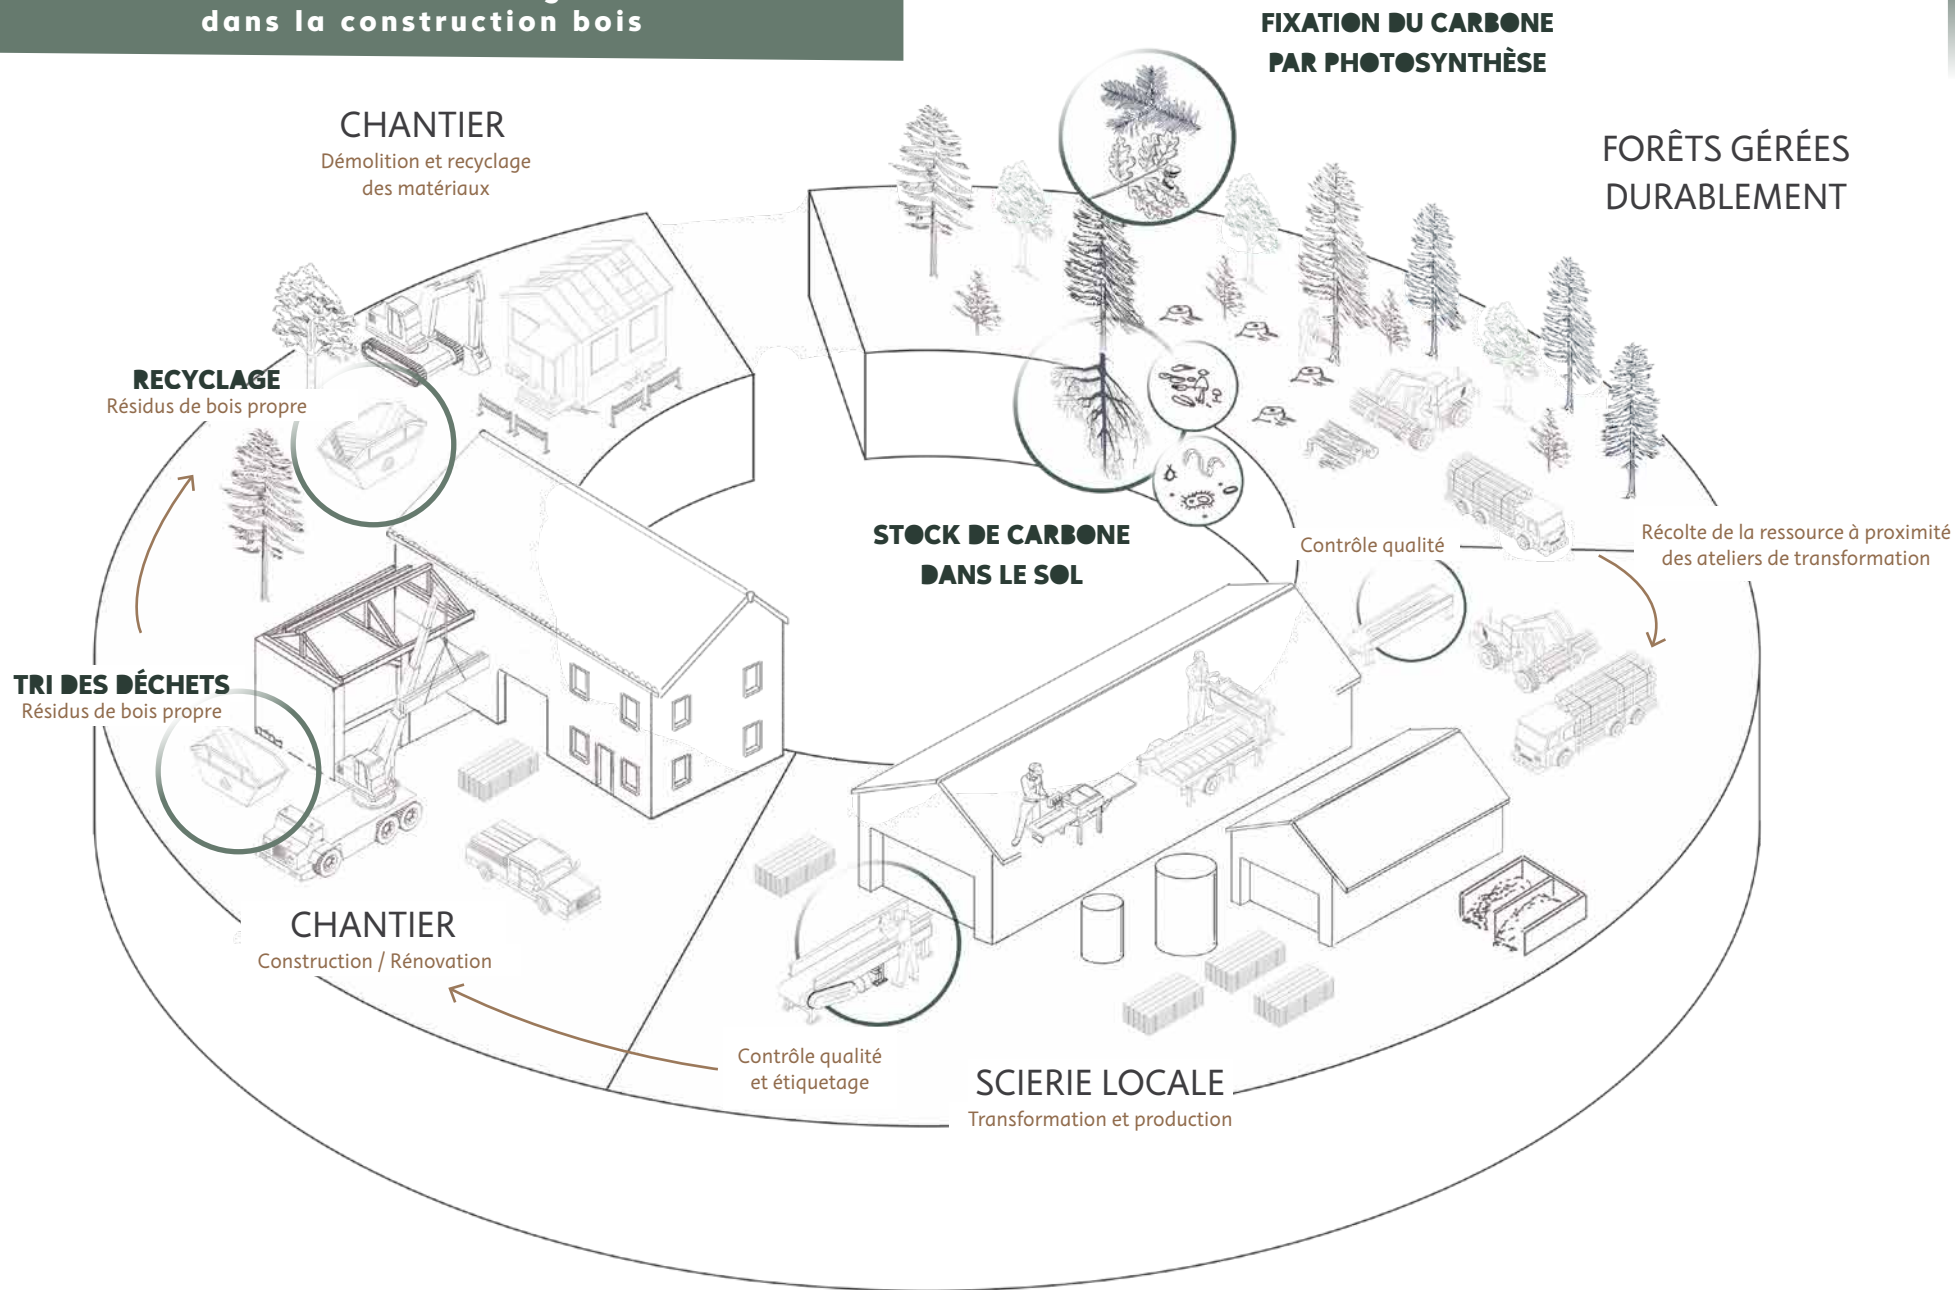 dans la construction bois
FIXATION DU CARBONE
PAR PHOTOSYNTHÈSE
CHANTIER
Démolition et recyclage
des matériaux
FORÊTS GÉRÉES
DURABLEMENT
RECYCLAGE
Résidus de bois propre
STOCK DE CARBONE
DANS LE SOL
Contrôle qualité
Récolte de la ressource à proximité
des ateliers de transformation
TRI DES DÉCHETS
Résidus de bois propre
CHANTIER
Construction / Rénovation
Contrôle qualité
et étiquetage
SCIERIE LOCALE
Transformation et production